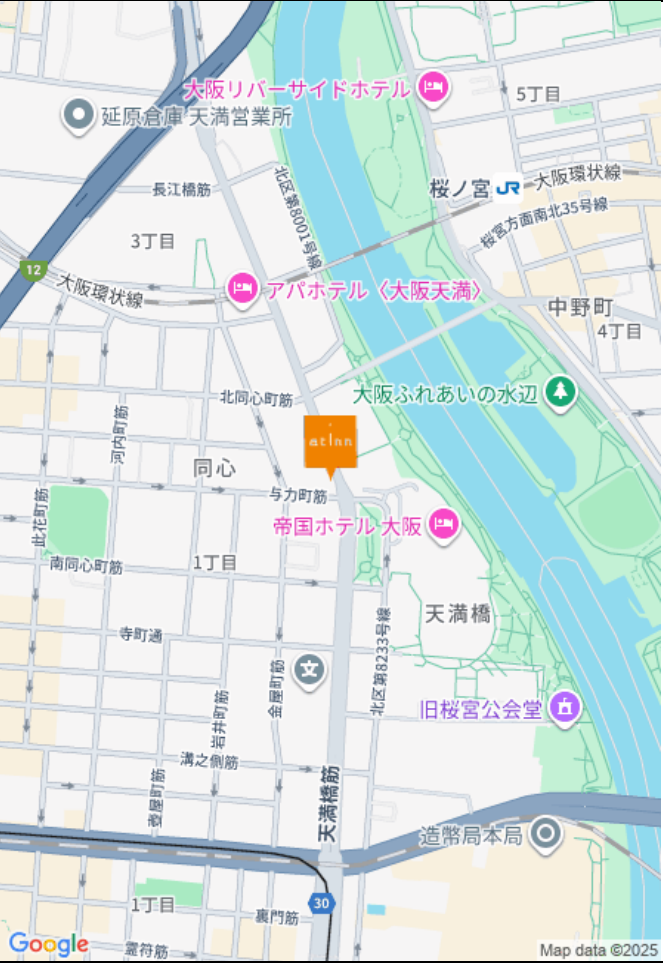 大阪リバーサイドホテル
5丁目
延原倉庫 天満営業所
桜ノ宮
JR
大阪環状線
長江橋筋
北区第8001号線
桜宮方面南北35号線
3丁目
12
大阪環状線
アパホテル〈大阪天満〉
中野町
4丁目
北同心町筋
大阪ふれあいの水辺
河内町筋
at inn
同心
与力町筋
此花町筋
帝国ホテル 大阪
南同心町筋
1丁目
天満橋
寺町通
北区第8233号線
文
金屋町筋
岩井町筋
旧桜宮公会堂
溝之側筋
壺屋町筋
天満橋筋
造幣局本局
1丁目
30
裏門筋
霊符筋
Google
Map data ©2025